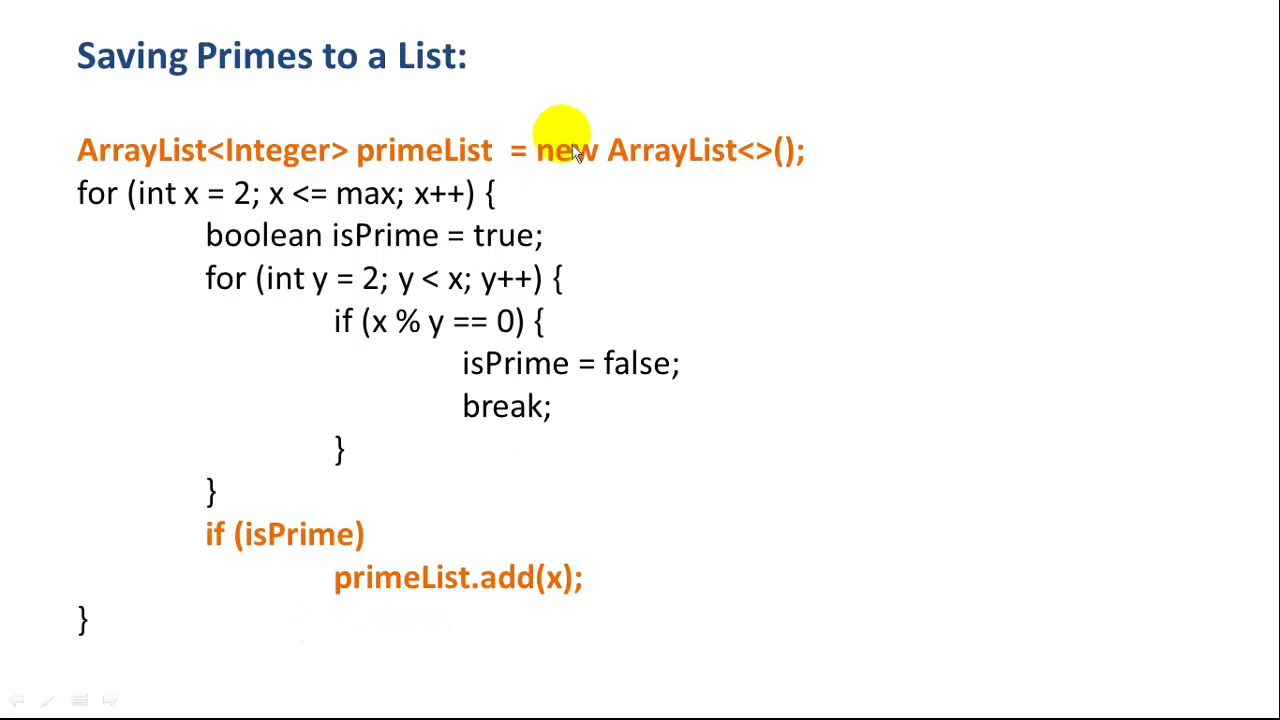 Saving Primes to a List:
ArrayList<Integer> primeList  = new ArrayList<>();
for (int x = 2; x <= max; x++) {
boolean isPrime = true;
for (int y = 2; y < x; y++) {
if (x % y == 0) {
isPrime = false;
break;
}
}
if (isPrime)
primeList.add(x);
}